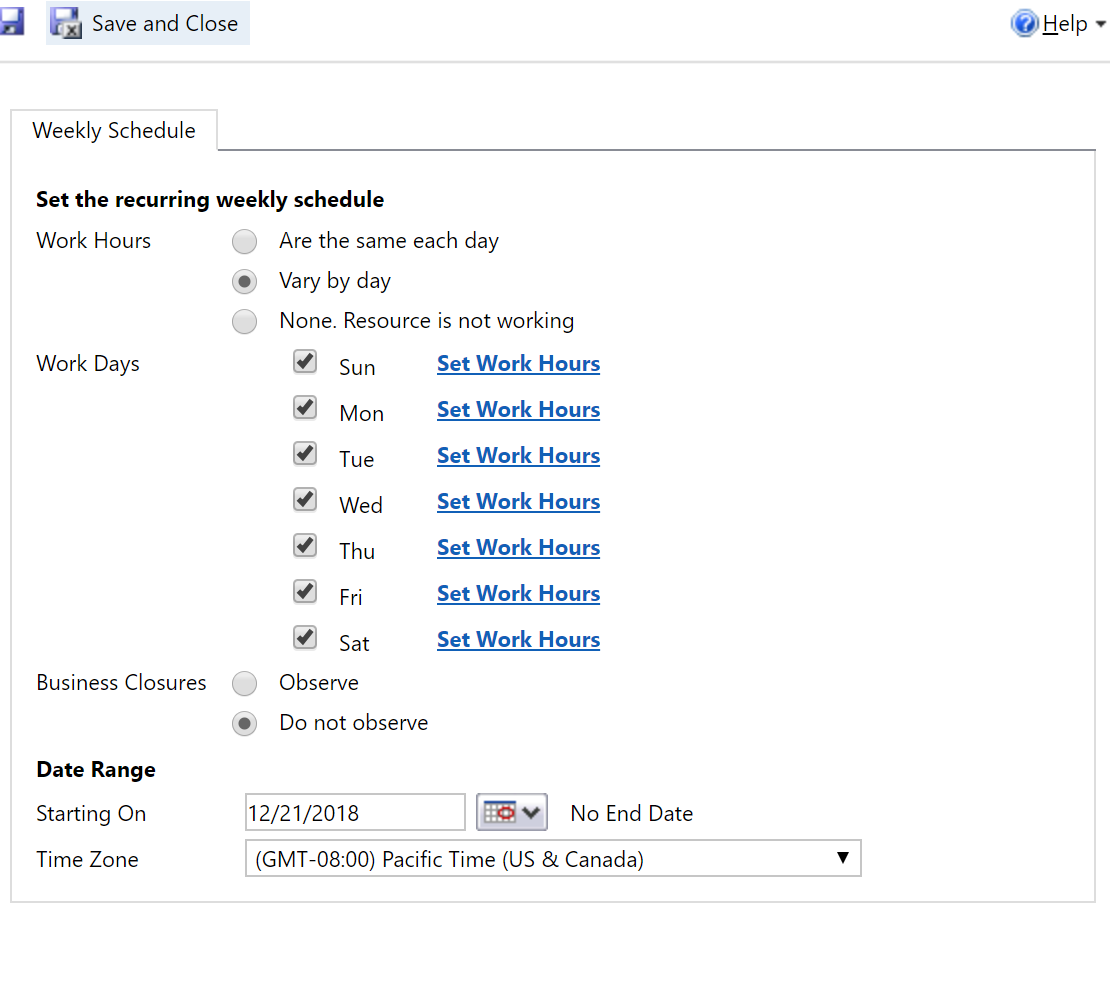 Save and Close Help
Weekly Schedule
Set the recurring weekly schedule
Work Hours Are the same each day
Vary by day
None. Resource is not working
Work Days Sun Set Work Hours
Mon Set Work Hours
Tue Set Work Hours
Wed Set Work Hours
Thu Set Work Hours
Fri Set Work Hours
Sat Set Work Hours
Business Closures Observe
Do not observe
Date Range
Starting On 12/21/2018 No End Date
Time Zone (GMT-08:00) Pacific Time (US & Canada)